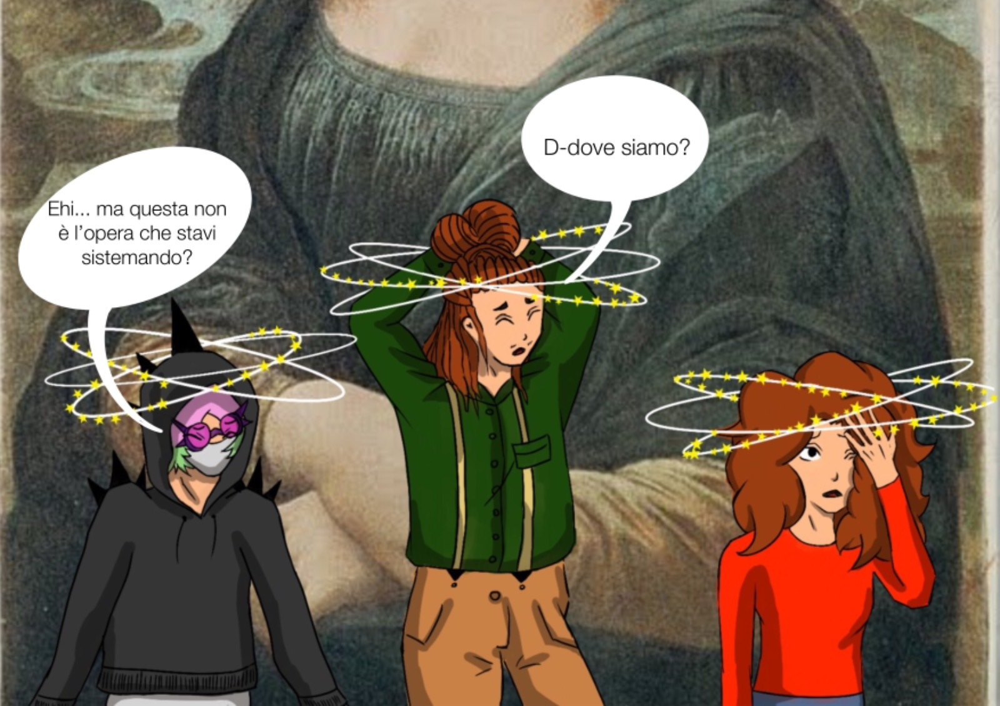 Ehi... ma questa non
è l'opera che stavi
sistemando?
D-dove siamo?